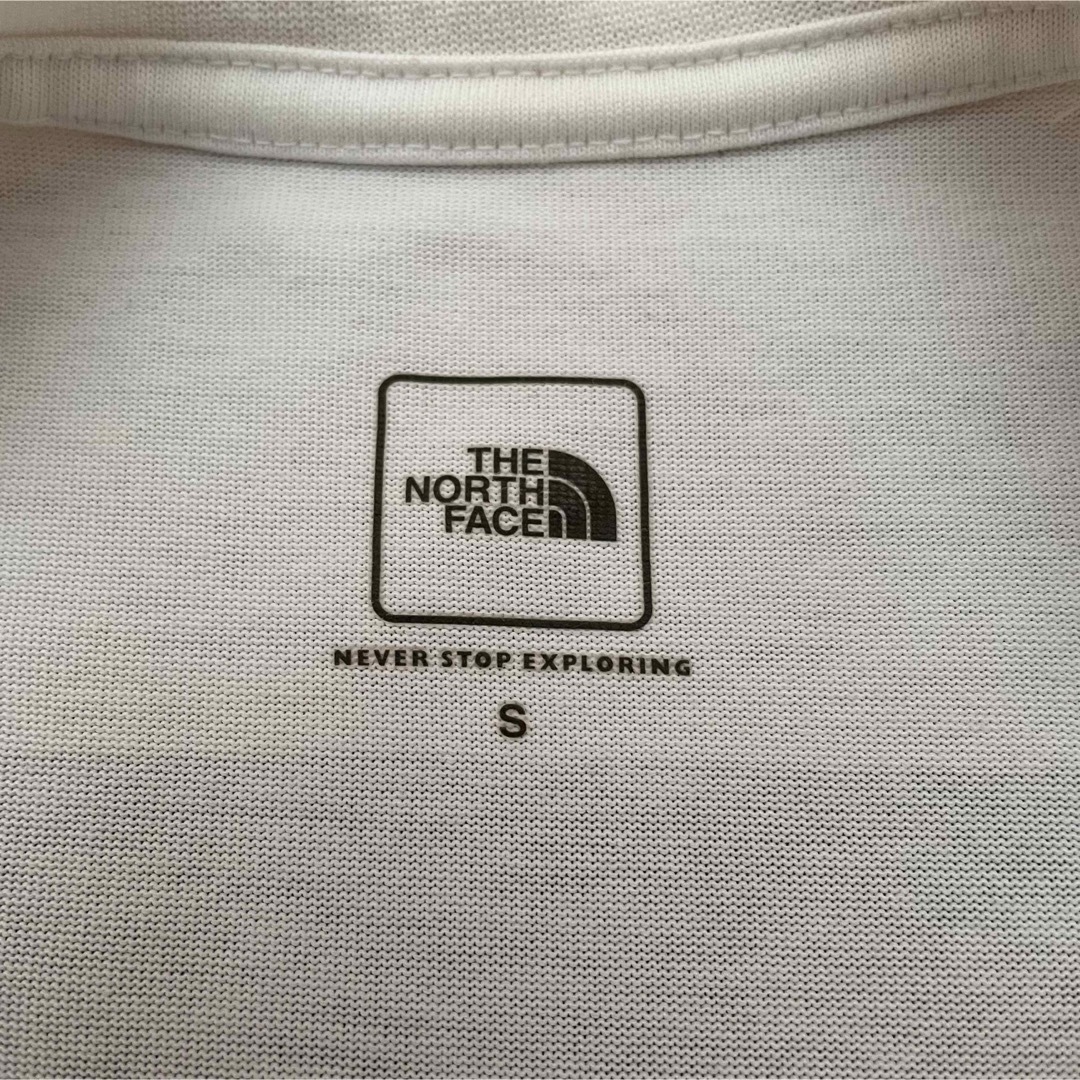 THE
NORTH
FACE
NEVER STOP EXPLORING
S